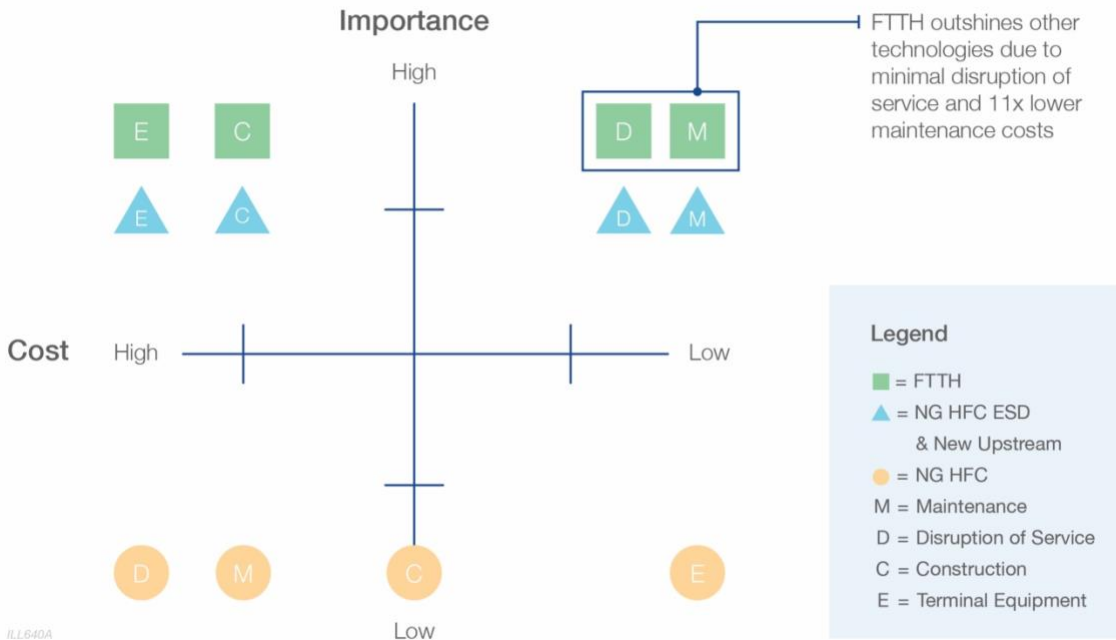 Importance
High
FTTH outshines other
technologies due to
minimal disruption of
service and 11x lower
maintenance costs
E C D M
E C D M
Cost High Low
Legend
= FTTH
= NG HFC ESD
& New Upstream
= NG HFC
M = Maintenance
D = Disruption of Service
C = Construction
E = Terminal Equipment
D M C E
Low
ILL640A